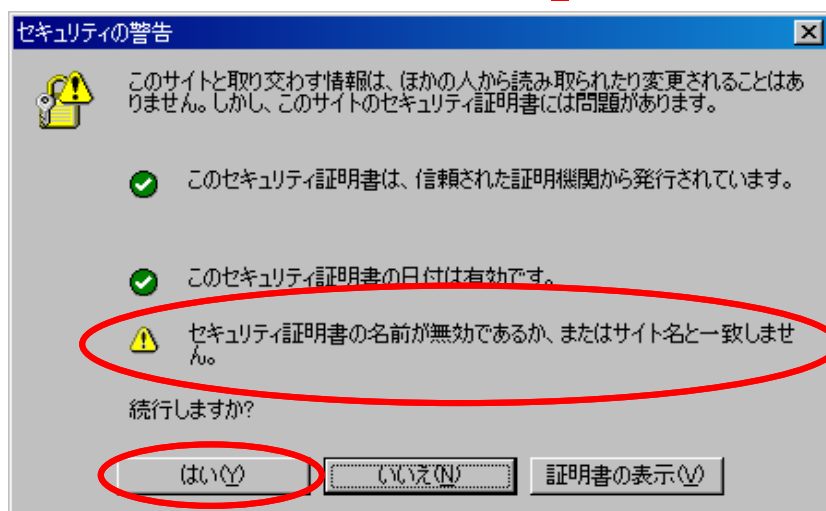 セキュリティの警告
このサイトと取り交わす情報は、ほかの人から読み取られたり変更されることはあ
りません。しかし、このサイトのセキュリティ証明書には問題があります。
このセキュリティ証明書は、信頼された証明機関から発行されています。
このセキュリティ証明書の日付は有効です。
セキュリティ証明書の名前が無効であるか、またはサイト名と一致しませ
ん。
続行しますか?
はい(Y) いいえ(N) 証明書の表示(V)